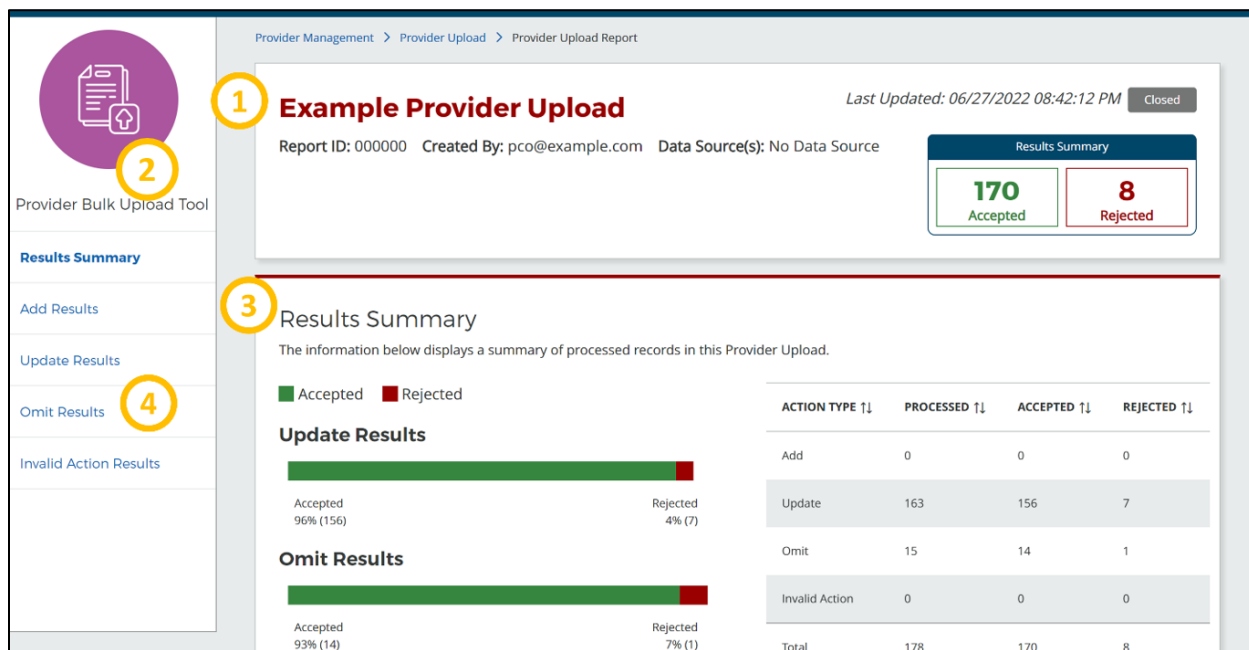 Provider Management > Provider Upload > Provider Upload Report
1
Example Provider Upload
Last Updated: 06/27/2022 08:42:12 PM
Closed
Report ID: 000000 Created By: pco@example.com Data Source(s): No Data Source
Results Summary
170
Accepted
8
Rejected
2
Provider Bulk Upload Tool
Results Summary
Add Results
Update Results
Omit Results
4
Invalid Action Results
3
Results Summary
The information below displays a summary of processed records in this Provider Upload.
Accepted Rejected
Update Results
Accepted Rejected
96% (156) 4% (7)
Omit Results
Accepted Rejected
93% (14) 7% (1)
ACTION TYPE ↑↓ PROCESSED ↑↓ ACCEPTED ↑↓ REJECTED ↑↓
Add 0 0 0
Update 163 156 7
Omit 15 14 1
Invalid Action 0 0 0
Total 178 170 8